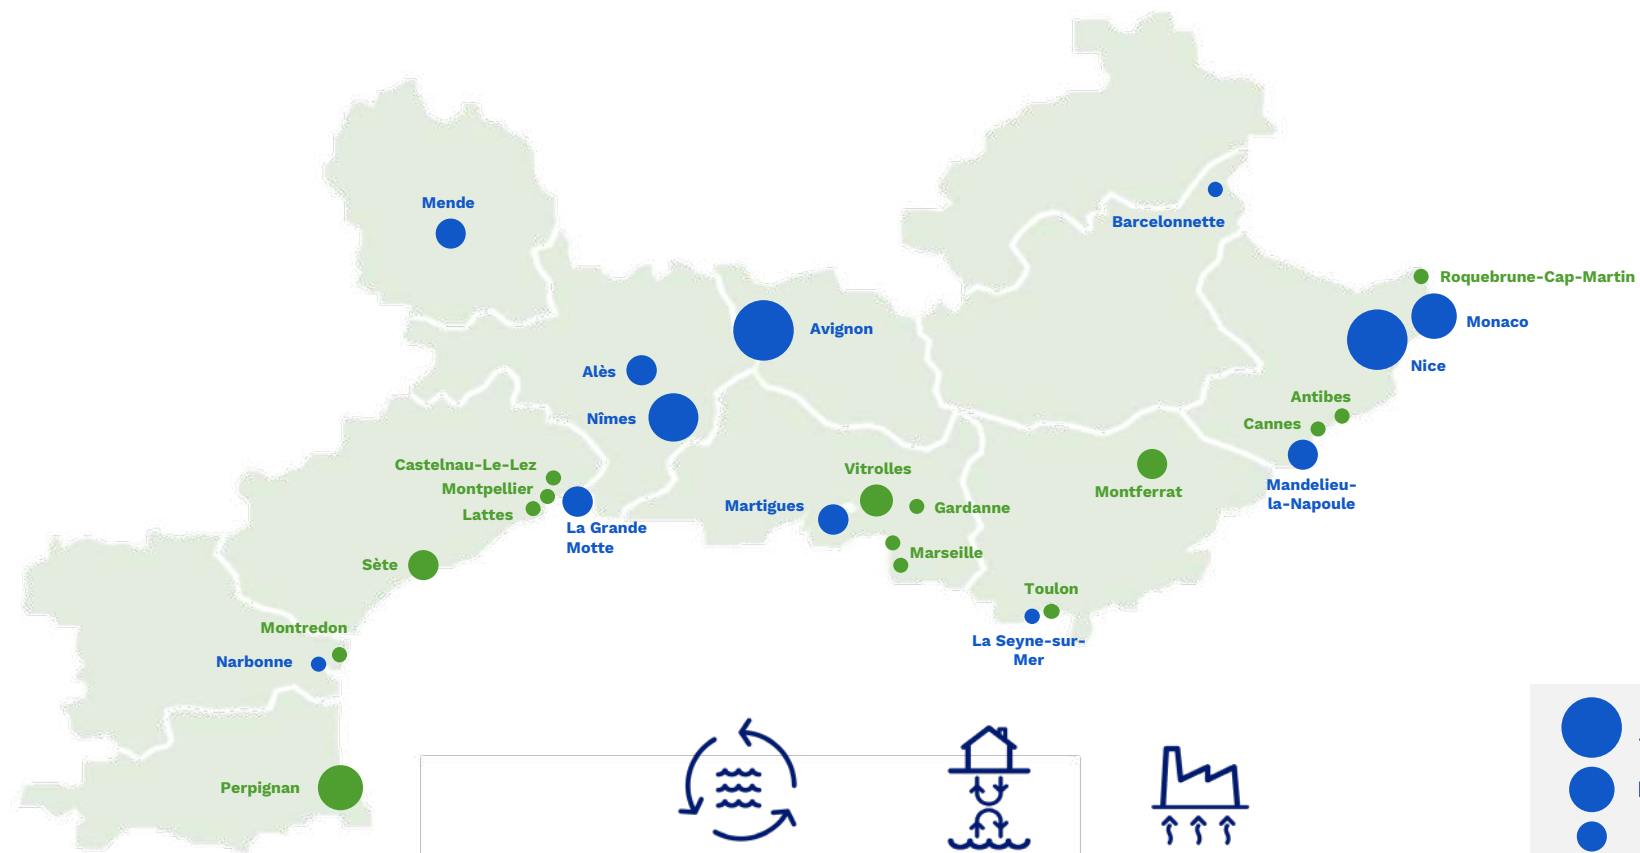 Mende
Barcelonnette
Roquebrune-Cap-Martin
Monaco
Avignon
Nice
Alès
Antibes
Nîmes
Cannes
Castelnau-Le-Lez
Vitrolles
Montpellier
Montferrat
Mandelieu-
la-Napoule
Martigues
Gardanne
Lattes
La Grande
Motte
Marseille
Sète
Toulon
Montredon
La Seyne-sur-
Mer
Narbonne
Perpignan